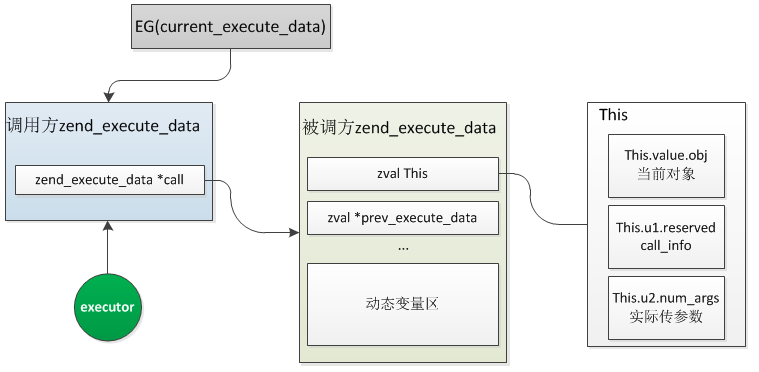 EG(current_execute_data)
调用方zend_execute_data
zend_execute_data *call
executor
被调方zend_execute_data
zval This
zval *prev_execute_data
...
动态变量区
This
This.value.obj
当前对象
This.u1.reserved
call_info
This.u2.num_args
实际传参数